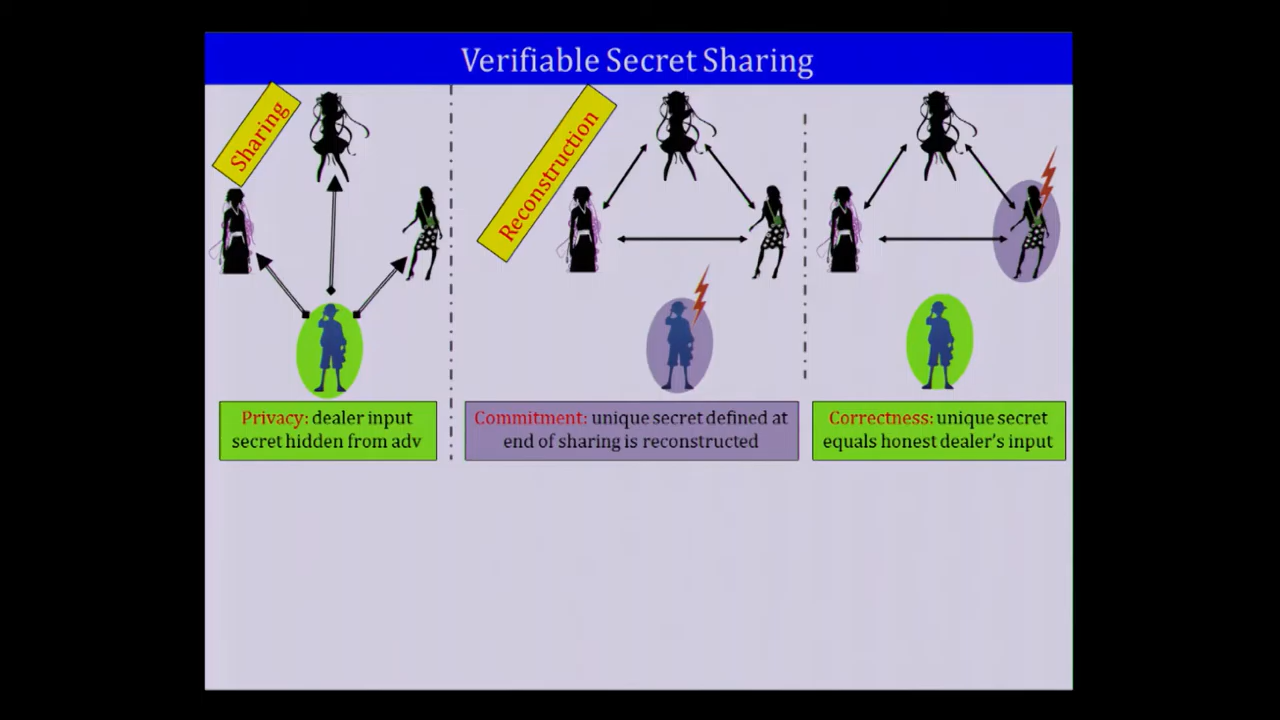 Verifiable Secret Sharing
Sharing
Reconstruction
Privacy: dealer input
secret hidden from adv
Commitment: unique secret defined at
end of sharing is reconstructed
Correctness: unique secret
equals honest dealer's input